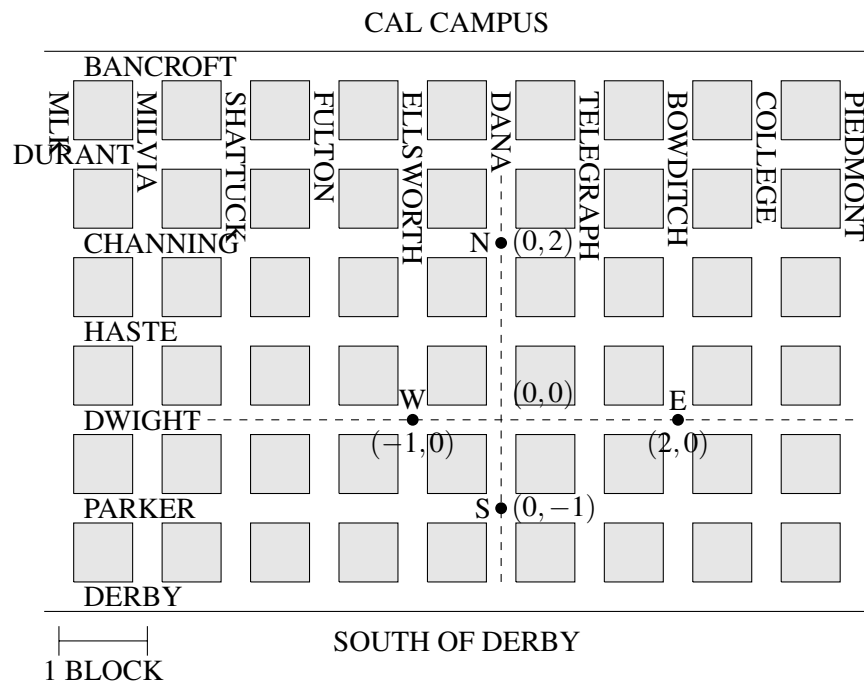 CAL CAMPUS
BANCROFT
MLK
MILVIA
SHATTUCK
FULTON
ELLSWORTH
DANA
TELEGRAPH
BOWDITCH
COLLEGE
PIEDMONT
DURANT
CHANNING
N (0,2)
HASTE
W
(0,0)
E
DWIGHT
(−1,0)
(2,0)
PARKER
S (0,−1)
DERBY
SOUTH OF DERBY
1 BLOCK